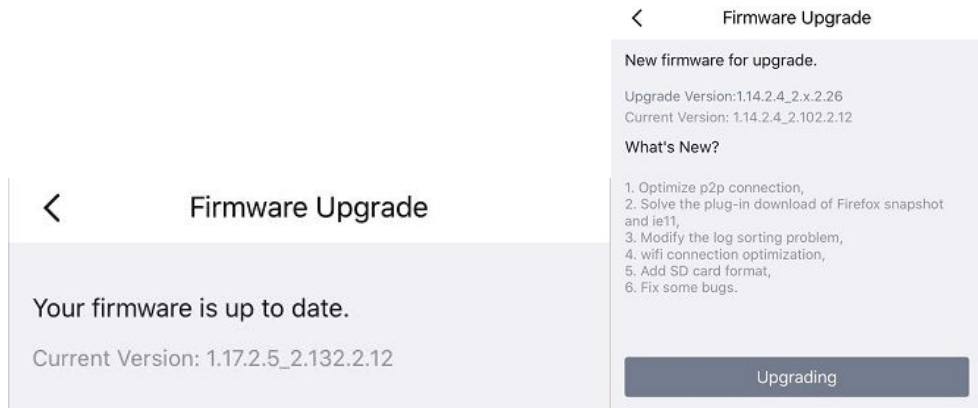 Firmware Upgrade
Your firmware is up to date.
Current Version: 1.17.2.5_2.132.2.12
Firmware Upgrade
New firmware for upgrade.
Upgrade Version:1.14.2.4_2.x.2.26
Current Version: 1.14.2.4_2.102.2.12
What's New?
1. Optimize p2p connection,
2. Solve the plug-in download of Firefox snapshot
and ie11,
3. Modify the log sorting problem,
4. wifi connection optimization,
5. Add SD card format,
6. Fix some bugs.
Upgrading